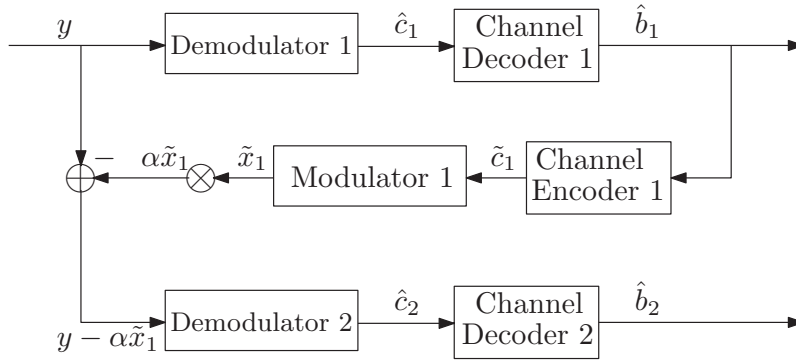 y
Demodulator 1
ĉ₁
Channel
Decoder 1
b̂₁
−
αx̃₁
x̃₁
Modulator 1
c̃₁
Channel
Encoder 1
y − αx̃₁
Demodulator 2
ĉ₂
Channel
Decoder 2
b̂₂